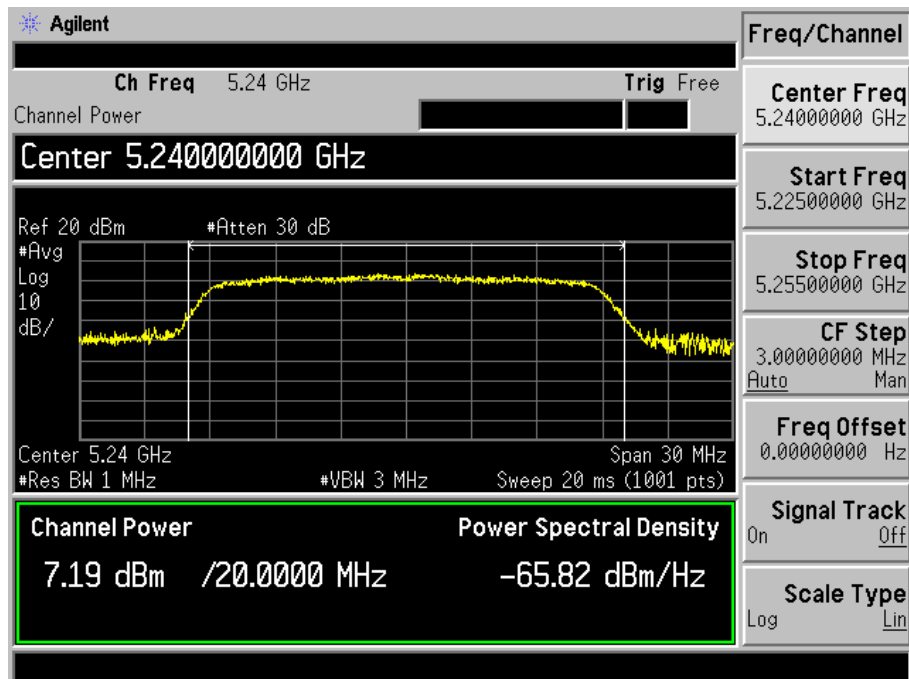 Agilent
Freq/Channel
Ch Freq 5.24 GHz Trig Free
Channel Power
Center 5.240000000 GHz
Ref 20 dBm #Atten 30 dB
#Avg
Log
10
dB/
Center 5.24 GHz Span 30 MHz
#Res BW 1 MHz #VBW 3 MHz Sweep 20 ms (1001 pts)
Channel Power Power Spectral Density
7.19 dBm /20.0000 MHz -65.82 dBm/Hz
Center Freq
5.24000000 GHz
Start Freq
5.22500000 GHz
Stop Freq
5.25500000 GHz
CF Step
3.00000000 MHz
Auto Man
Freq Offset
0.00000000 Hz
Signal Track
On Off
Scale Type
Log Lin